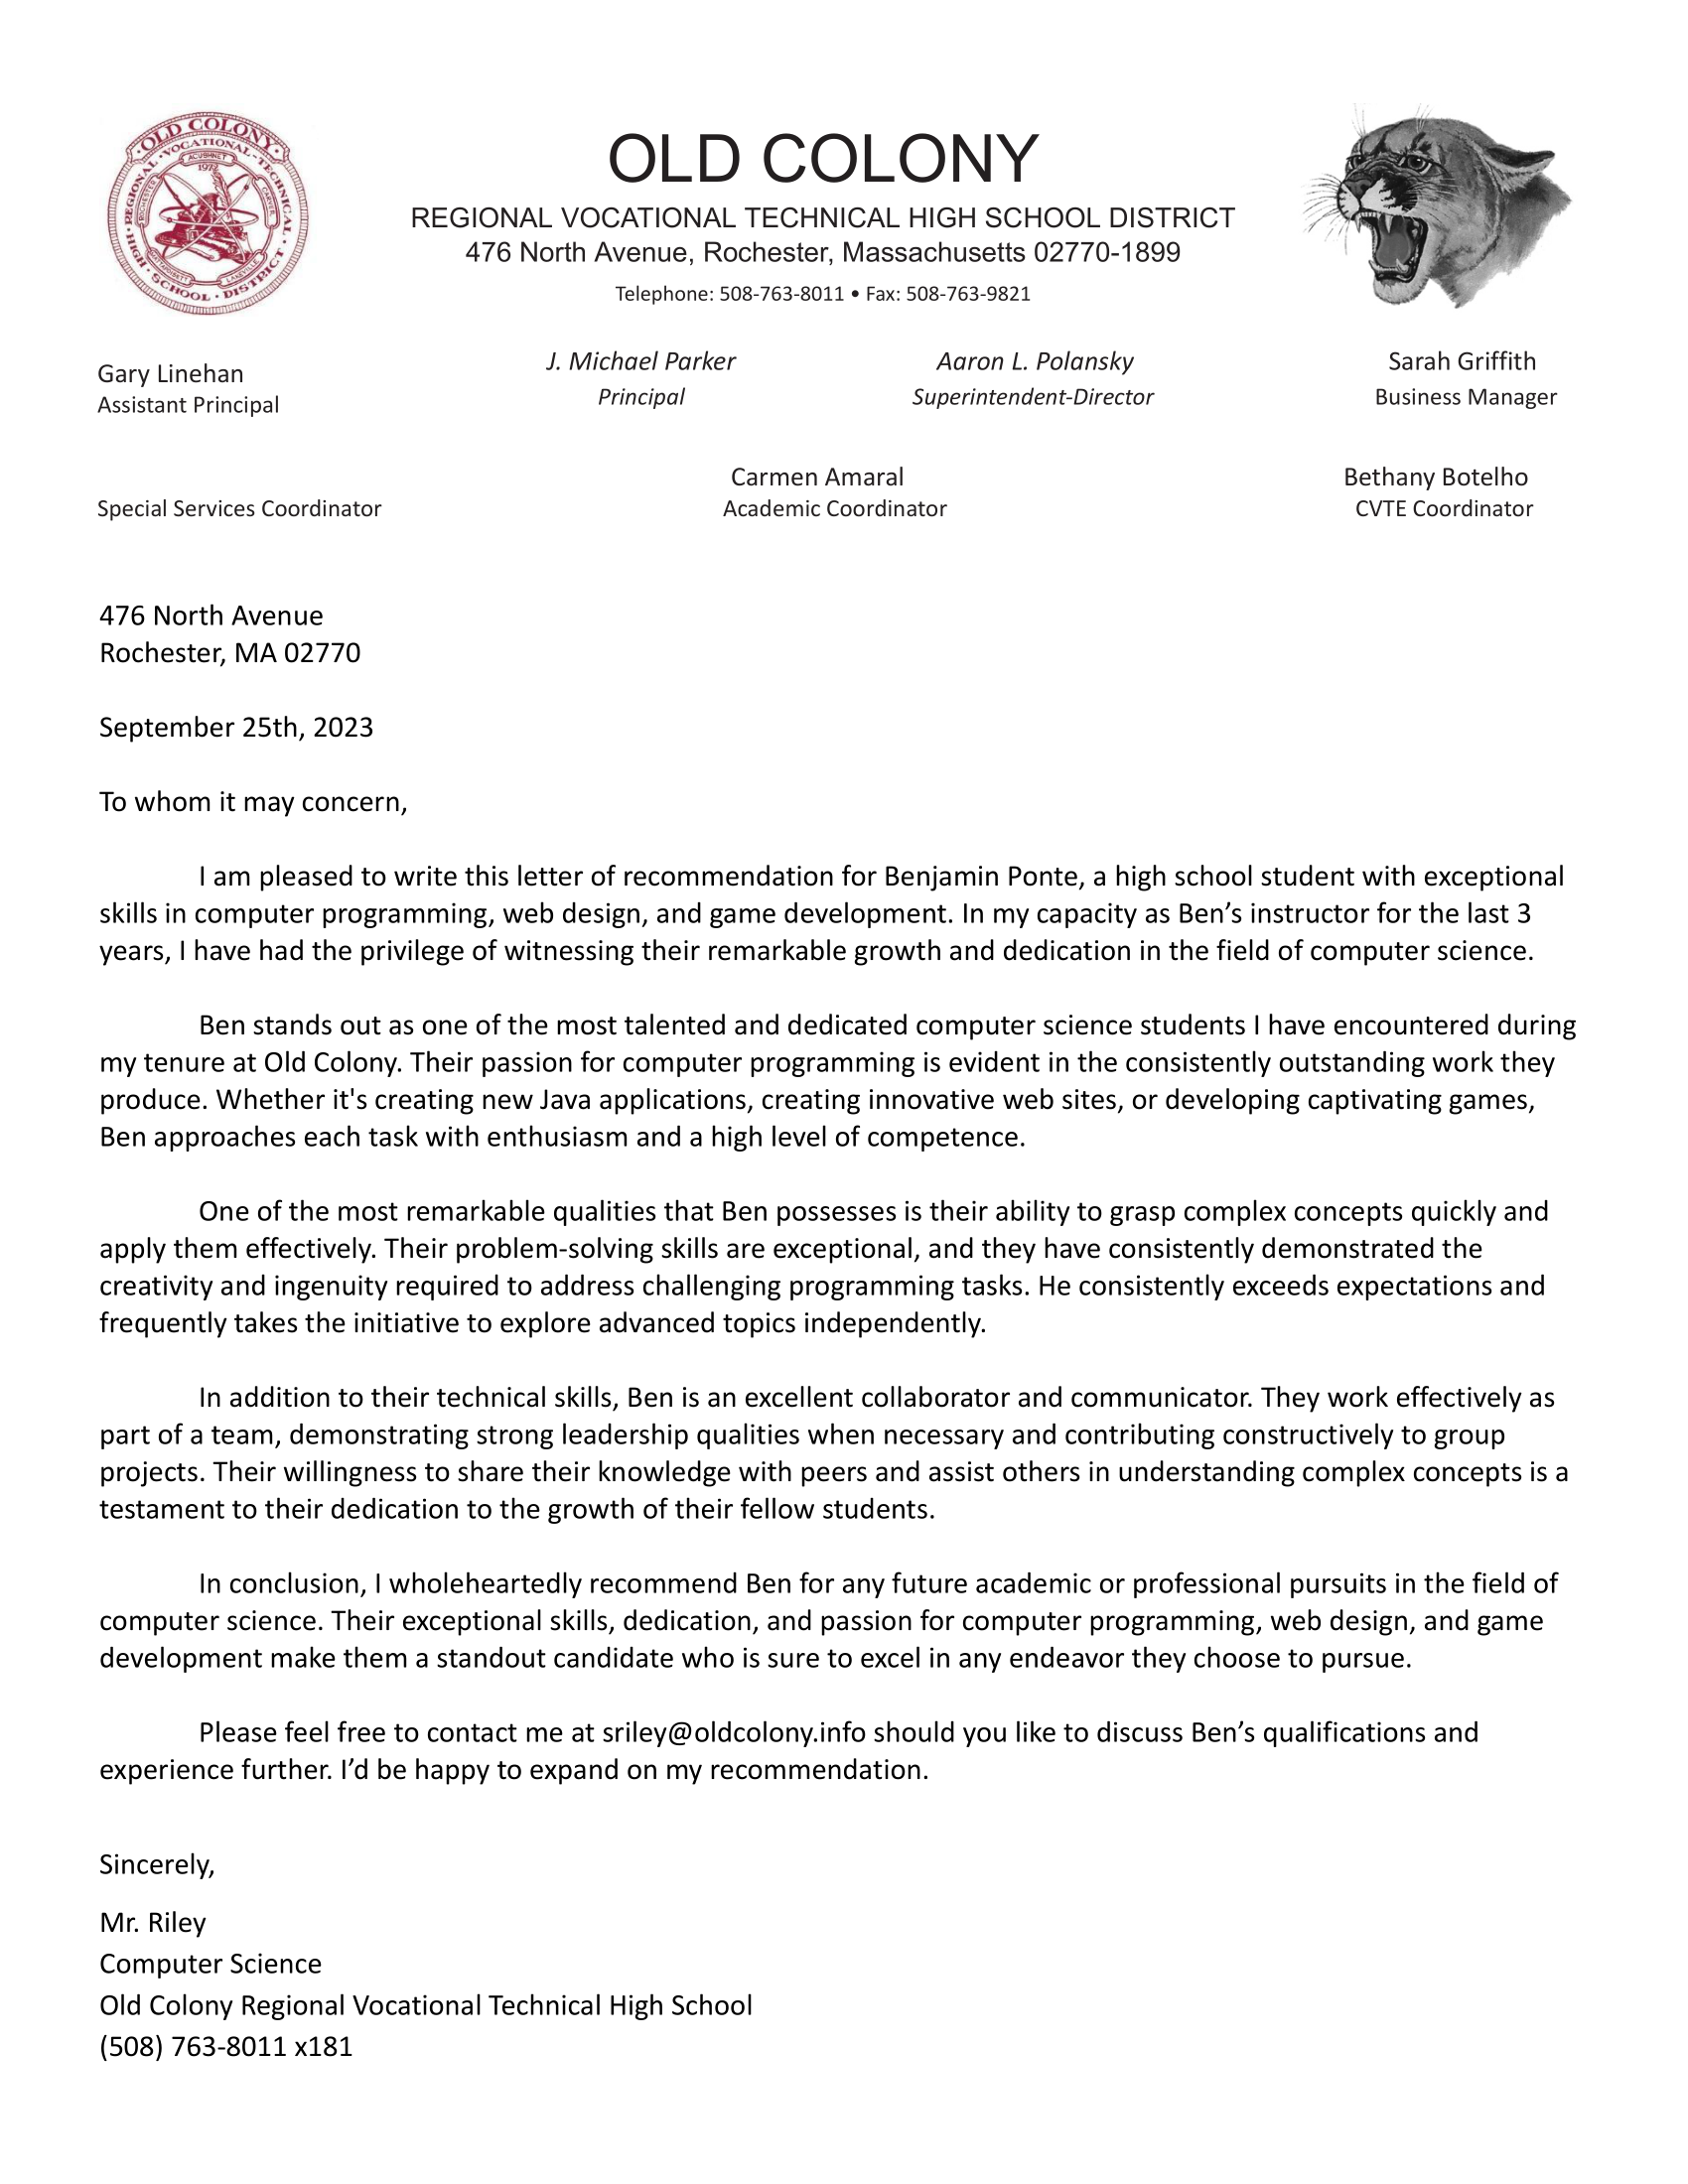 OLD COLONY
REGIONAL VOCATIONAL TECHNICAL HIGH SCHOOL DISTRICT
476 North Avenue, Rochester, Massachusetts 02770-1899
Telephone: 508-763-8011 • Fax: 508-763-9821
OLD COLONY
REGIONAL · VOCATIONAL - TECHNICAL
HIGH · SCHOOL · DISTRICT
ACUSHNET
ROCHESTER
CARVER
MATTAPOISETT
LAKEVILLE
Gary Linehan
Assistant Principal
J. Michael Parker
Principal
Aaron L. Polansky
Superintendent-Director
Sarah Griffith
Business Manager
Special Services Coordinator
Carmen Amaral
Academic Coordinator
Bethany Botelho
CVTE Coordinator
476 North Avenue
Rochester, MA 02770
September 25th, 2023
To whom it may concern,
I am pleased to write this letter of recommendation for Benjamin Ponte, a high school student with exceptional
skills in computer programming, web design, and game development. In my capacity as Ben’s instructor for the last 3
years, I have had the privilege of witnessing their remarkable growth and dedication in the field of computer science.
Ben stands out as one of the most talented and dedicated computer science students I have encountered during
my tenure at Old Colony. Their passion for computer programming is evident in the consistently outstanding work they
produce. Whether it's creating new Java applications, creating innovative web sites, or developing captivating games,
Ben approaches each task with enthusiasm and a high level of competence.
One of the most remarkable qualities that Ben possesses is their ability to grasp complex concepts quickly and
apply them effectively. Their problem-solving skills are exceptional, and they have consistently demonstrated the
creativity and ingenuity required to address challenging programming tasks. He consistently exceeds expectations and
frequently takes the initiative to explore advanced topics independently.
In addition to their technical skills, Ben is an excellent collaborator and communicator. They work effectively as
part of a team, demonstrating strong leadership qualities when necessary and contributing constructively to group
projects. Their willingness to share their knowledge with peers and assist others in understanding complex concepts is a
testament to their dedication to the growth of their fellow students.
In conclusion, I wholeheartedly recommend Ben for any future academic or professional pursuits in the field of
computer science. Their exceptional skills, dedication, and passion for computer programming, web design, and game
development make them a standout candidate who is sure to excel in any endeavor they choose to pursue.
Please feel free to contact me at sriley@oldcolony.info should you like to discuss Ben’s qualifications and
experience further. I’d be happy to expand on my recommendation.
Sincerely,
Mr. Riley
Computer Science
Old Colony Regional Vocational Technical High School
(508) 763-8011 x181